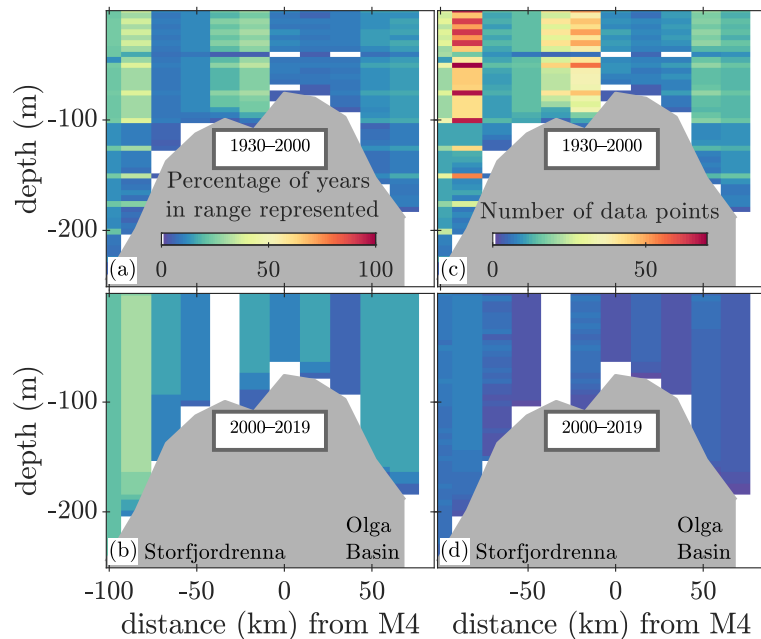 depth (m)
-100
-200
1930–2000
Percentage of years
in range represented
0
50
100
(a)
1930–2000
Number of data points
0
50
(c)
depth (m)
-100
-200
2000–2019
(b)
Storfjordrenna
Olga
Basin
2000–2019
(d)
Storfjordrenna
Olga
Basin
-100
-50
0
50
-50
0
50
distance (km) from M4
distance (km) from M4